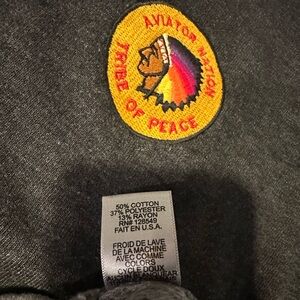 AVIATOR NATION
TRIBE OF PEACE
50% COTTON
37% POLYESTER
13% RAYON
RN# 128549
FAIT EN U.S.A.
FROID DE LAVE
DE LA MACHINE
AVEC COMME
COLORS
CYCLE DOUX